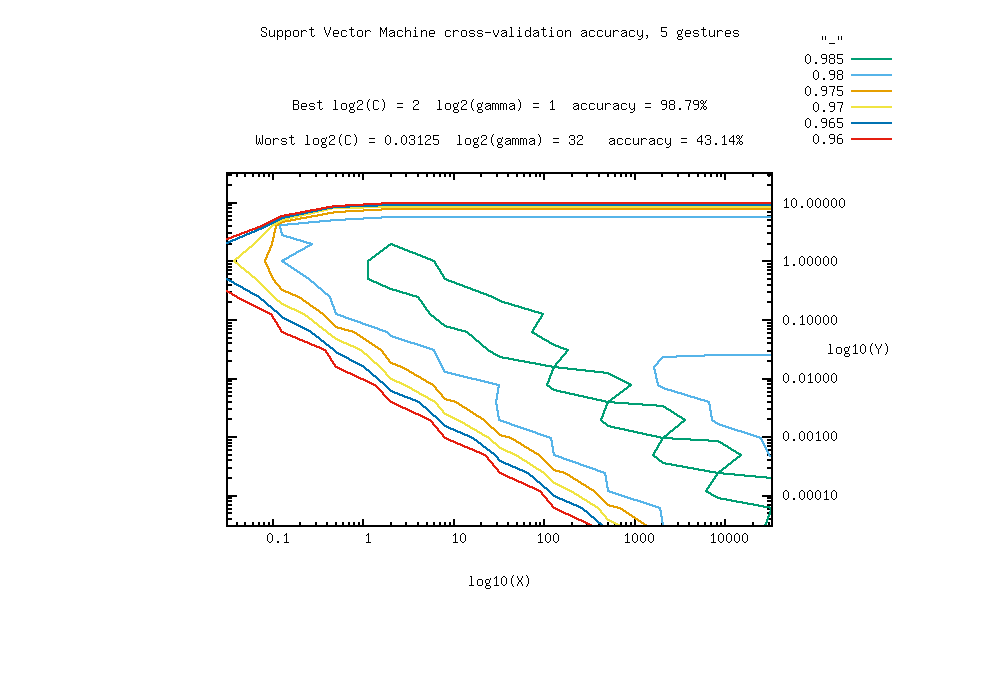 Support Vector Machine cross-validation accuracy, 5 gestures
"_"
0.985
0.98
0.975
0.97
0.965
0.96
Best log2(C) = 2  log2(gamma) = 1  accuracy = 98.79%
Worst log2(C) = 0.03125  log2(gamma) = 32   accuracy = 43.14%
10.00000
1.00000
0.10000
log10(Y)
0.01000
0.00100
0.00010
0.1 1 10 100 1000 10000
log10(X)